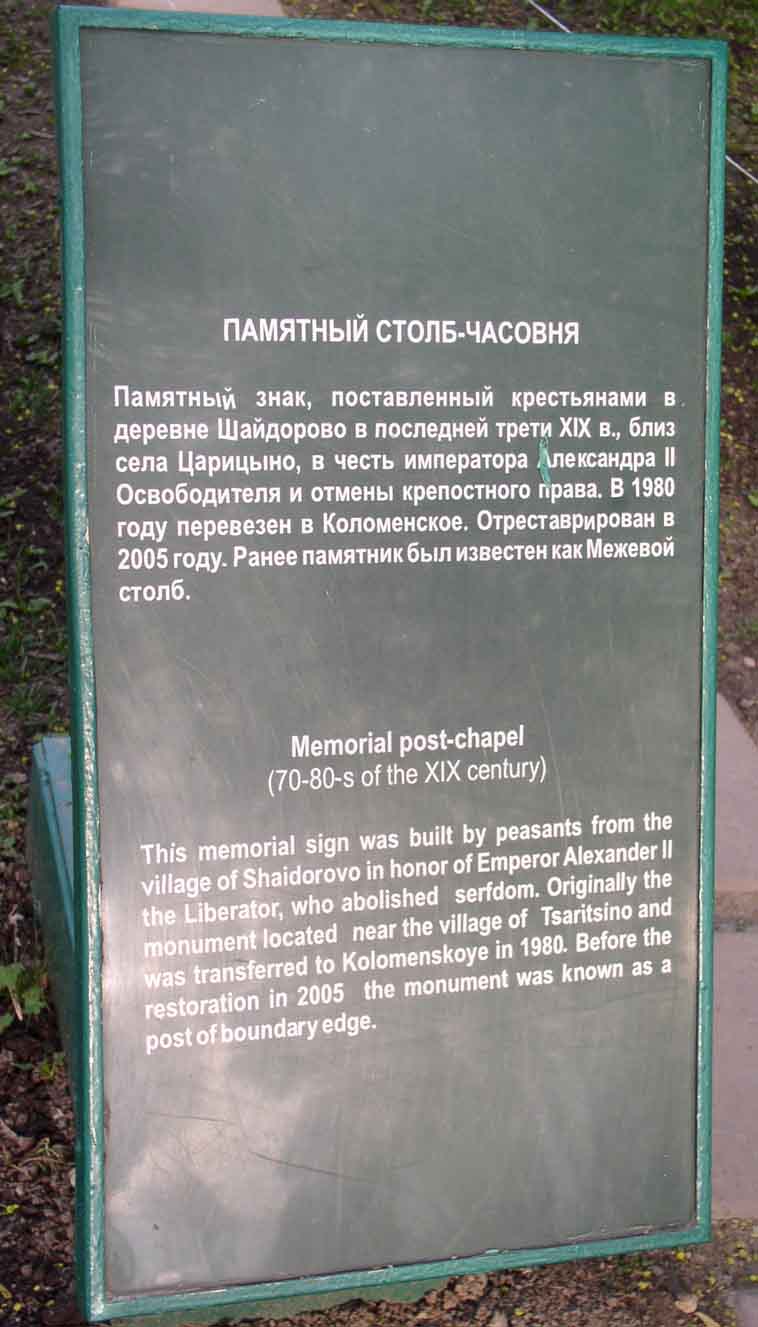 ПАМЯТНЫЙ СТОЛБ-ЧАСОВНЯ
Памятный знак, поставленный крестьянами в
деревне Шайдорово в последней трети XIX в., близ
села Царицыно, в честь императора Александра II
Освободителя и отмены крепостного права. В 1980
году перевезен в Коломенское. Отреставрирован в
2005 году. Ранее памятник был известен как Межевой
столб.
Memorial post-chapel
(70-80-s of the XIX century)
This memorial sign was built by peasants from the
village of Shaidorovo in honor of Emperor Alexander II
the Liberator, who abolished serfdom. Originally the
monument located near the village of Tsaritsino and
was transferred to Kolomenskoye in 1980. Before the
restoration in 2005 the monument was known as a
post of boundary edge.